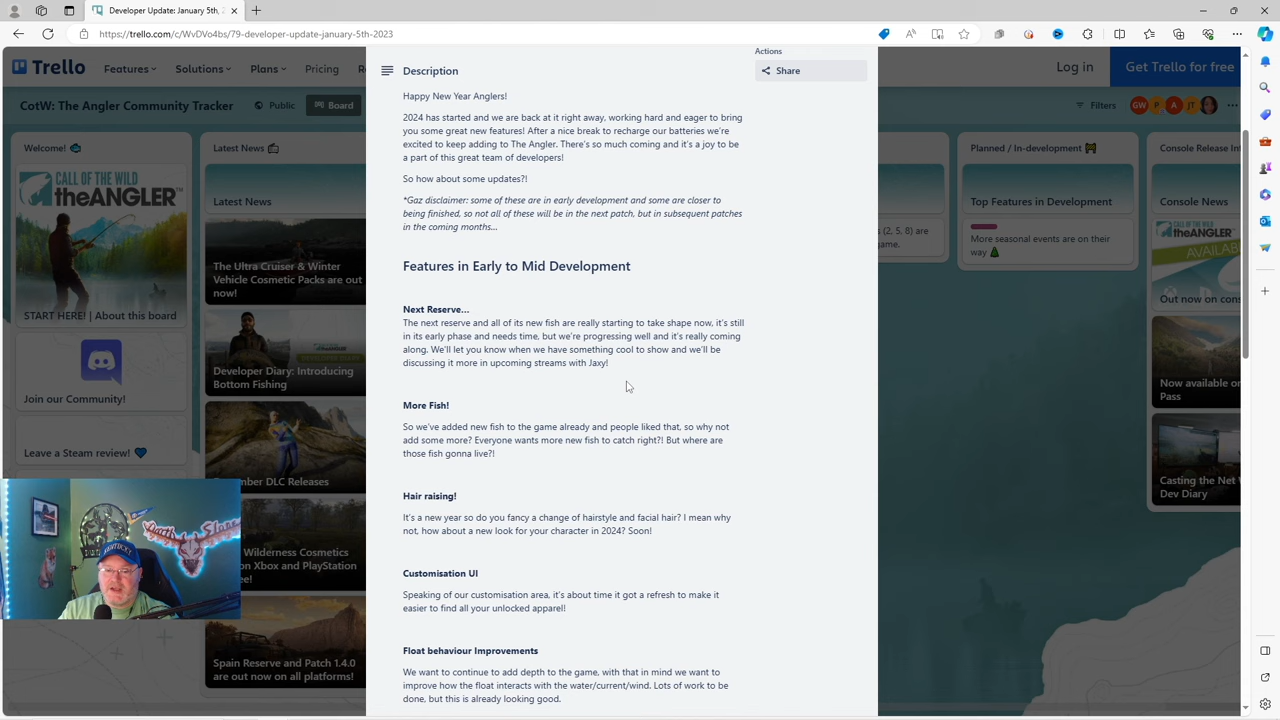 Developer Update: January 5th 2
https://trello.com/c/WvDVo4bs/79-developer-update-january-5th-2023
Trello
Features
Solutions
Plans
Pricing
Log in
Get Trello for free
CotW: The Angler Community Tracker
Public
Board
Filters
GW
A
JT
Welcome!
CALL OF THE WILD
theANGLER
START HERE! | About this board
Join our Community!
Leave a Steam review!
Latest News
Latest News
The Ultra Cruiser & Winter
Vehicle Cosmetic Packs are out
now!
Developer Diary: Introducing
Bottom Fishing
mber DLC Releases
Wilderness Cosmetics
on Xbox and PlayStation
ee!
Spain Reserve and Patch 1.4.0
are out now on all platforms!
Actions
Share
Description
Happy New Year Anglers!
2024 has started and we are back at it right away, working hard and eager to bring
you some great new features! After a nice break to recharge our batteries we're
excited to keep adding to The Angler. There's so much coming and it's a joy to be
a part of this great team of developers!
So how about some updates?!
*Gaz disclaimer: some of these are in early development and some are closer to
being finished, so not all of these will be in the next patch, but in subsequent patches
in the coming months...
Features in Early to Mid Development
Next Reserve...
The next reserve and all of its new fish are really starting to take shape now, it's still
in its early phase and needs time, but we're progressing well and it's really coming
along. We'll let you know when we have something cool to show and we'll be
discussing it more in upcoming streams with Jaxy!
More Fish!
So we've added new fish to the game already and people liked that, so why not
add some more? Everyone wants more new fish to catch right?! But where are
those fish gonna live?!
Hair raising!
It's a new year so do you fancy a change of hairstyle and facial hair? I mean why
not, how about a new look for your character in 2024? Soon!
Customisation UI
Speaking of our customisation area, it's about time it got a refresh to make it
easier to find all your unlocked apparel!
Float behaviour Improvements
We want to continue to add depth to the game, with that in mind we want to
improve how the float interacts with the water/current/wind. Lots of work to be
done, but this is already looking good.
s (2, 5. 8) are
game.
Planned / In-development
Top Features in Development
More seasonal events are on their
way
Console Release Int
Console News
CALL OF THE WILD
theANGLER
AVAILAB
Out now on cons
Now available on
Pass
Casting the Net W
Dev Diary
KENTUCKY